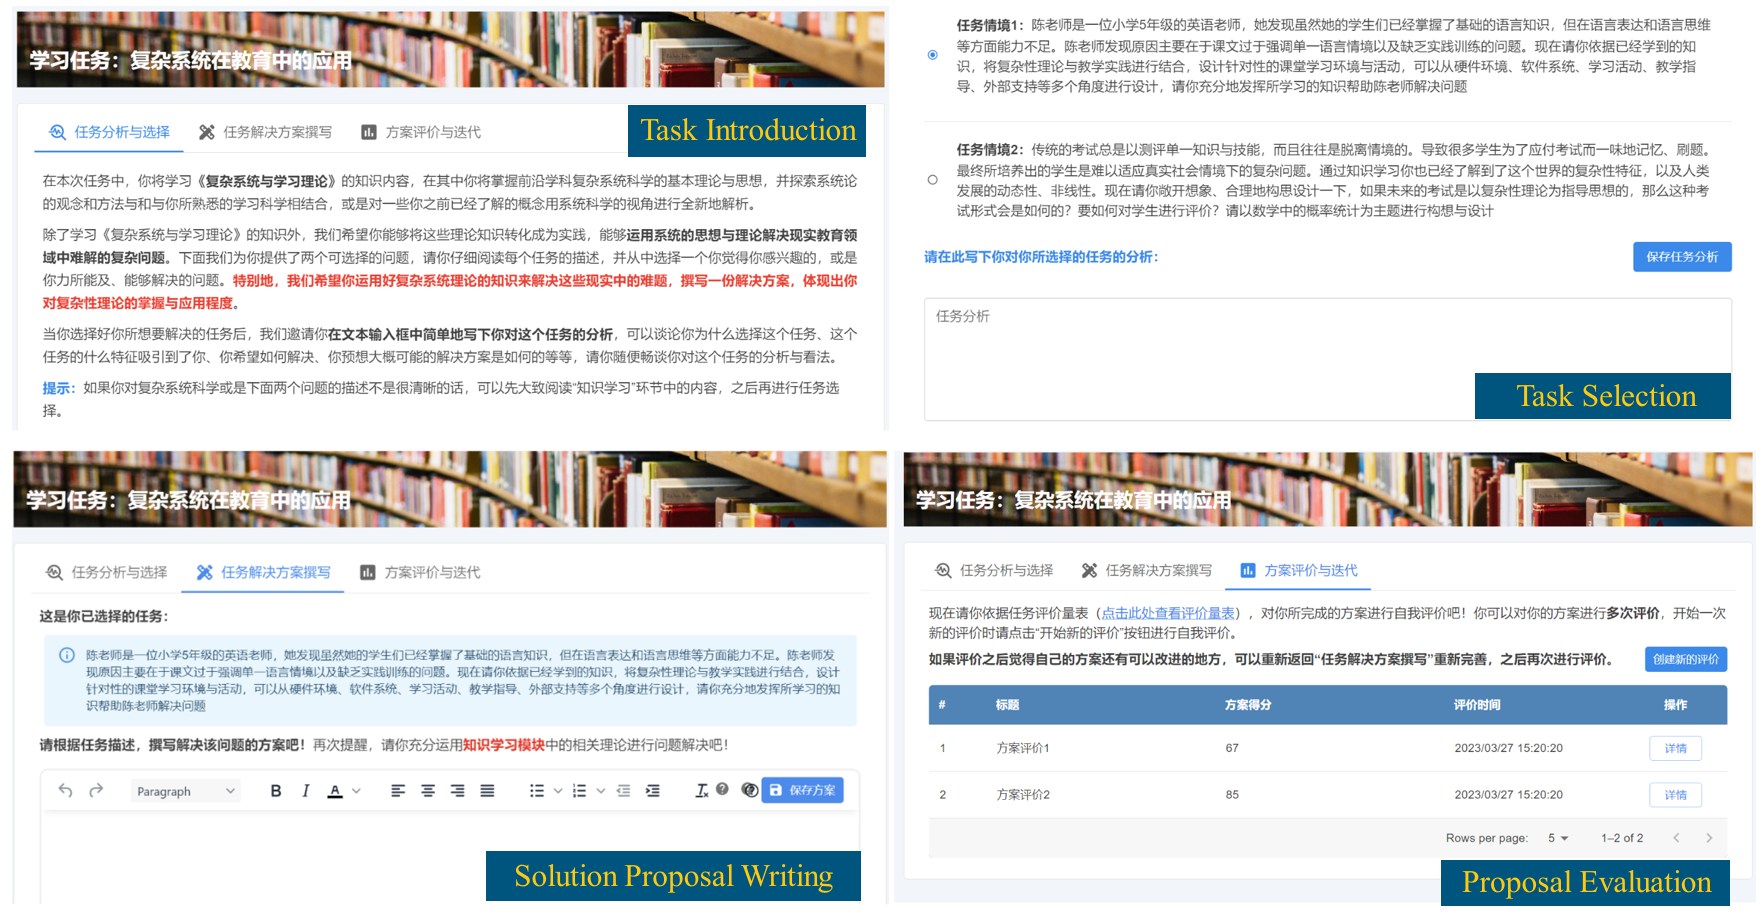 学习任务：复杂系统在教育中的应用
任务分析与选择
任务解决方案撰写
方案评价与迭代
Task Introduction
在本次任务中，你将学习《复杂系统与学习理论》的知识内容，在其中你将掌握前沿学科复杂系统科学的基本理论与思想，并探索系统论
的观念和方法与和与你所熟悉的学习科学相结合，或是对一些你之前已经了解的概念用系统科学的视角进行全新地解析。
除了学习《复杂系统与学习理论》的知识外，我们希望你能够将这些理论知识转化成为实践，能够运用系统的思想与理论解决现实教育领
域中难解的复杂问题。下面我们为你提供了两个可选择的问题，请你仔细阅读每个任务的描述，并从中选择一个你觉得你感兴趣的，或是
你力所能及、能够解决的问题。特别地，我们希望你运用好复杂系统理论的知识来解决这些现实中的难题，撰写一份解决方案，体现出你
对复杂性理论的掌握与应用程度。
当你选择好你所想要解决的任务后，我们邀请你在文本输入框中简单地写下你对这个任务的分析，可以谈论你为什么选择这个任务、这个
任务的什么特征吸引到了你、你希望如何解决、你预想大概可能的解决方案是如何的等等，请你随便畅谈你对这个任务的分析与看法。
提示：如果你对复杂系统科学或是下面两个问题的描述不是很清晰的话，可以先大致阅读“知识学习”环节中的内容，之后再进行任务选
择。
任务情境1：陈老师是一位小学5年级的英语老师，她发现虽然她的学生们已经掌握了基础的语言知识，但在语言表达和语言思维
等方面能力不足。陈老师发现原因主要在于课文过于强调单一语言情境以及缺乏实践训练的问题。现在请你依据已经学到的知
识，将复杂性理论与教学实践进行结合，设计针对性的课堂学习环境与活动，可以从硬件环境、软件系统、学习活动、教学指
导、外部支持等多个角度进行设计，请你充分地发挥所学习的知识帮助陈老师解决问题
任务情境2：传统的考试总是以测评单一知识与技能，而且往往是脱离情境的。导致很多学生为了应付考试而一味地记忆、刷题。
最终所培养出的学生是难以适应真实社会情境下的复杂问题。通过知识学习你也已经了解到了这个世界的复杂性特征，以及人类
发展的动态性、非线性。现在请你敞开想象、合理地构思设计一下，如果未来的考试是以复杂性理论为指导思想的，那么这种考
试形式会是如何的？要如何对学生进行评价？请以数学中的概率统计为主题进行构想与设计
请在此写下你对你所选择的任务的分析：
保存任务分析
任务分析
Task Selection
学习任务：复杂系统在教育中的应用
任务分析与选择
任务解决方案撰写
方案评价与迭代
这是你已选择的任务：
陈老师是一位小学5年级的英语老师，她发现虽然她的学生们已经掌握了基础的语言知识，但在语言表达和语言思维等方面能力不足。陈老师发
现原因主要在于课文过于强调单一语言情境以及缺乏实践训练的问题。现在请你依据已经学到的知识，将复杂性理论与教学实践进行结合，设计
针对性的课堂学习环境与活动，可以从硬件环境、软件系统、学习活动、教学指导、外部支持等多个角度进行设计，请你充分地发挥所学习的知
识帮助陈老师解决问题
请根据任务描述，撰写解决该问题的方案吧！再次提醒，请你充分运用知识学习模块中的相关理论进行问题解决吧！
Paragraph
B
I
A
保存方案
Solution Proposal Writing
学习任务：复杂系统在教育中的应用
任务分析与选择
任务解决方案撰写
方案评价与迭代
现在请你依据任务评价量表（点击此处查看评价量表），对你所完成的方案进行自我评价吧！你可以对你的方案进行多次评价，开始一次
新的评价时请点击“开始新的评价”按钮进行自我评价。
如果评价之后觉得自己的方案还有可以改进的地方，可以重新返回“任务解决方案撰写”重新完善，之后再次进行评价。
创建新的评价
# 标题 方案得分 评价时间 操作
1 方案评价1 67 2023/03/27 15:20:20 详情
2 方案评价2 85 2023/03/27 15:20:20 详情
Rows per page: 5 1–2 of 2
Proposal Evaluation